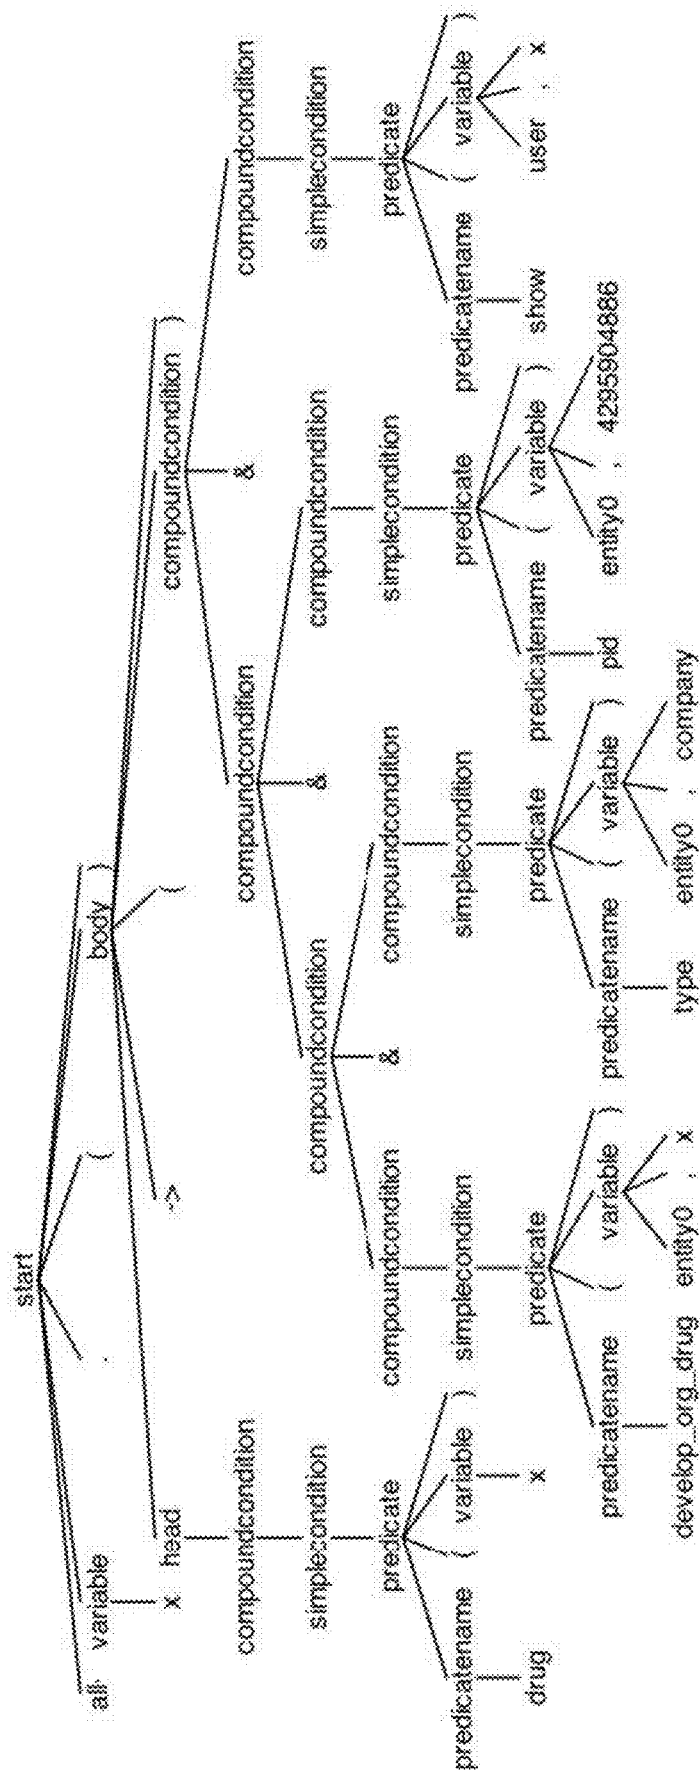 start
all variable . ( body )
x head -> ( compoundcondition )
compoundcondition compoundcondition & compoundcondition
simplecondition compoundcondition & compoundcondition simplecondition
predicate compoundcondition & compoundcondition simplecondition predicate
predicatename ( variable ) simplecondition simplecondition predicate predicatename ( variable )
drug x predicate predicate predicatename ( variable ) show user , x
predicatename ( variable ) predicatename ( variable ) pid entity0 , 4295904886
develop_org_drug entity0 , x type entity0 , company